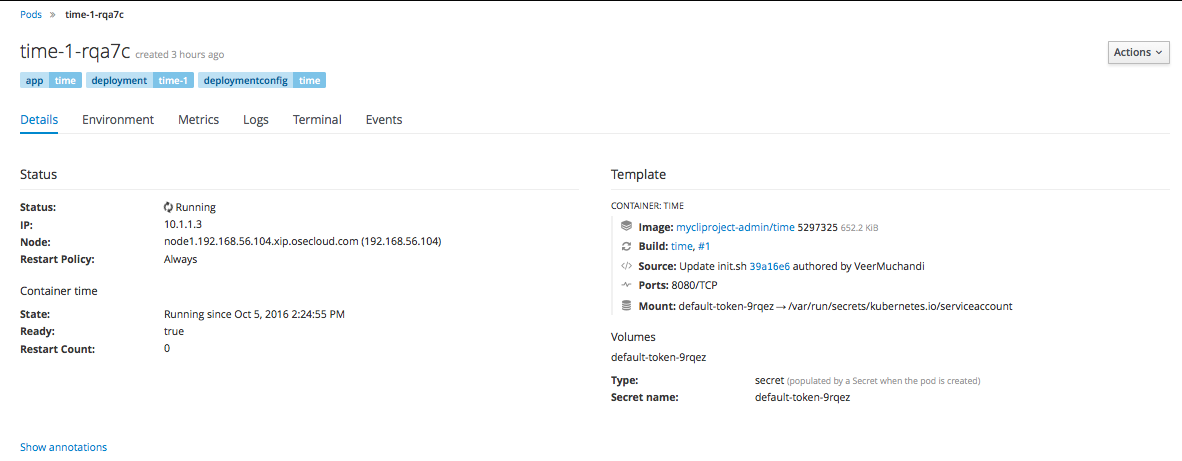 Pods » time-1-rqa7c
time-1-rqa7c created 3 hours ago
Actions
app time deployment time-1 deploymentconfig time
Details Environment Metrics Logs Terminal Events
Status
Status: Running
IP: 10.1.1.3
Node: node1.192.168.56.104.xip.osecloud.com (192.168.56.104)
Restart Policy: Always
Container time
State: Running since Oct 5, 2016 2:24:55 PM
Ready: true
Restart Count: 0
Template
CONTAINER: TIME
Image: mycliproject-admin/time 5297325 652.2 KiB
Build: time, #1
Source: Update init.sh 39a16e6 authored by VeerMuchandi
Ports: 8080/TCP
Mount: default-token-9rqez → /var/run/secrets/kubernetes.io/serviceaccount
Volumes
default-token-9rqez
Type: secret (populated by a Secret when the pod is created)
Secret name: default-token-9rqez
Show annotations